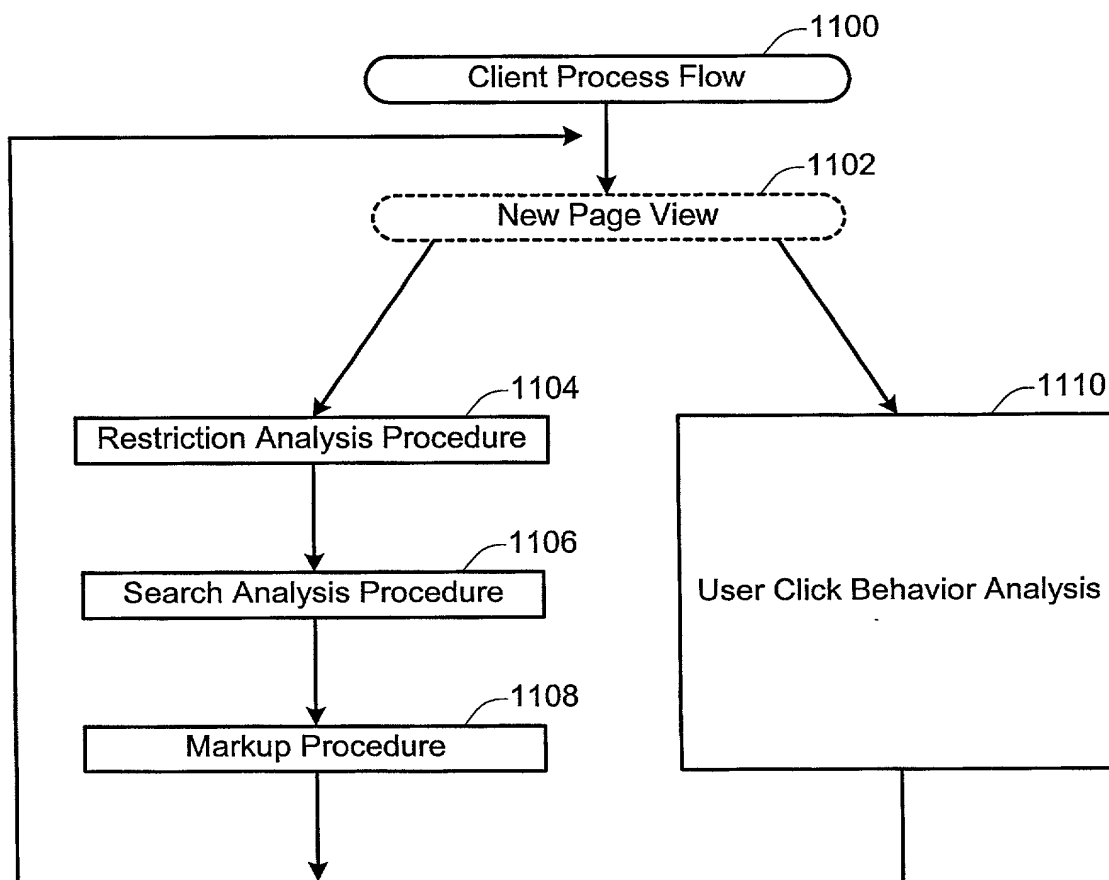 1100
Client Process Flow
1102
New Page View
1104
Restriction Analysis Procedure
1110
1106
Search Analysis Procedure
User Click Behavior Analysis
1108
Markup Procedure